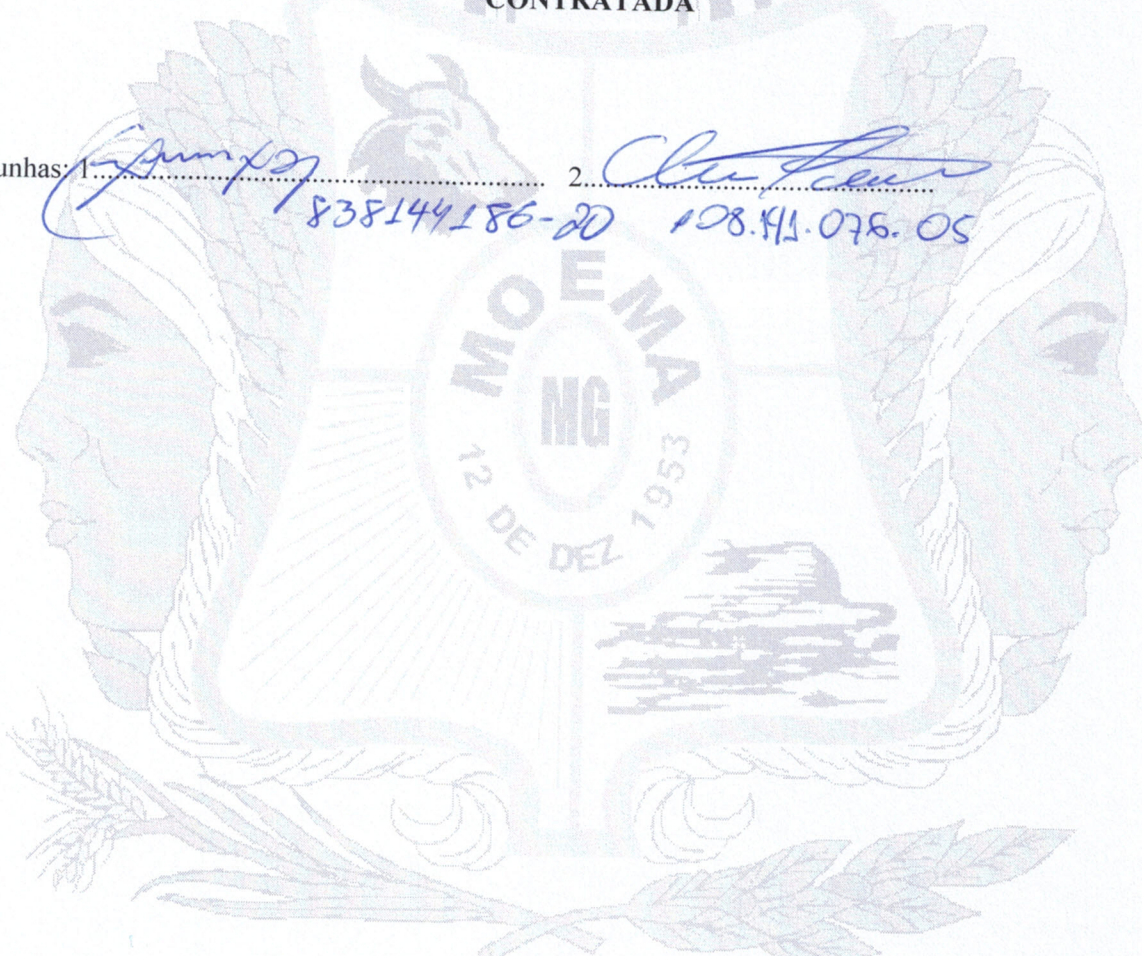 CONTRATADA
unhas: 1 2
838144186-20 108.141.076.05
MOEMA
MG
12 DE DEZ 1953